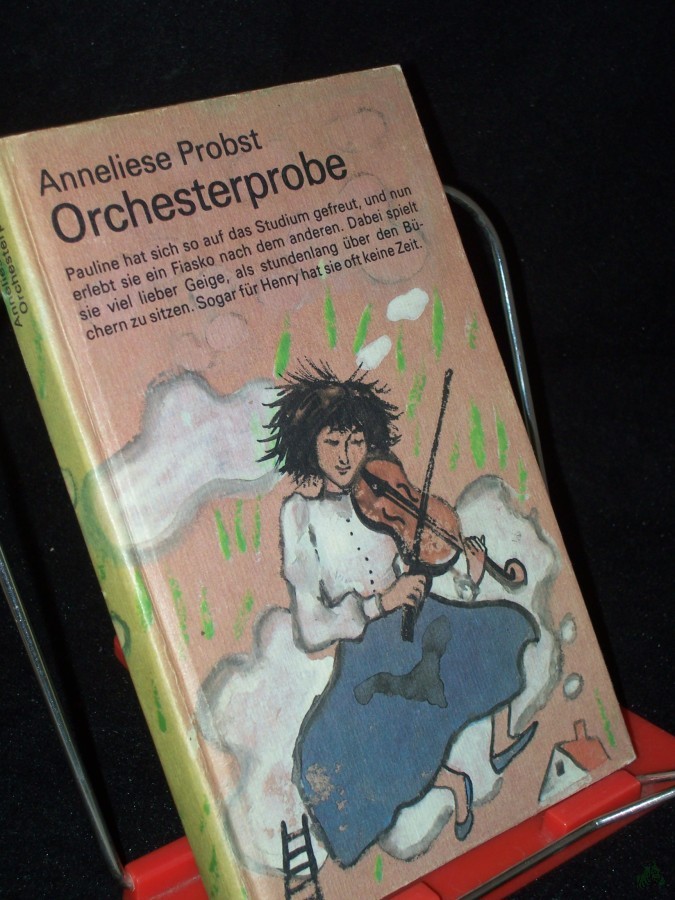 Anneliese Probst
Orchesterprobe
Pauline hat sich so auf das Studium gefreut, und nun
erlebt sie ein Fiasko nach dem anderen. Dabei spielt
sie viel lieber Geige, als stundenlang über den Bü-
chern zu sitzen. Sogar für Henry hat sie oft keine Zeit.